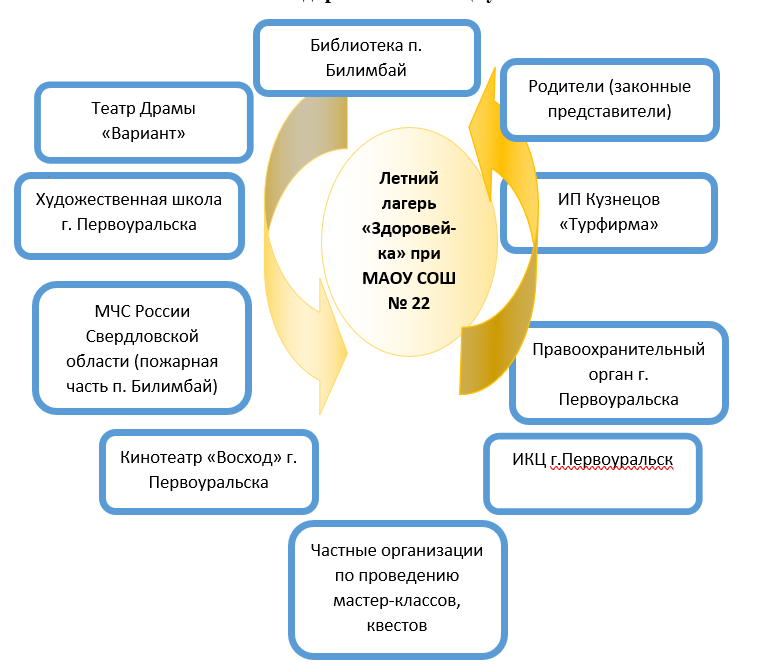 Библиотека п.
Билимбай
Родители (законные
представители)
Театр Драмы
«Вариант»
Летний
лагерь
«Здоровей-
ка» при
МАОУ СОШ
№ 22
Художественная школа
г. Первоуральска
ИП Кузнецов
«Турфирма»
МЧС России
Свердловской
области (пожарная
часть п. Билимбай)
Правоохранительный
орган г.
Первоуральска
Кинотеатр «Восход» г.
Первоуральска
ИКЦ г.Первоуральск
Частные организации
по проведению
мастер-классов,
квестов